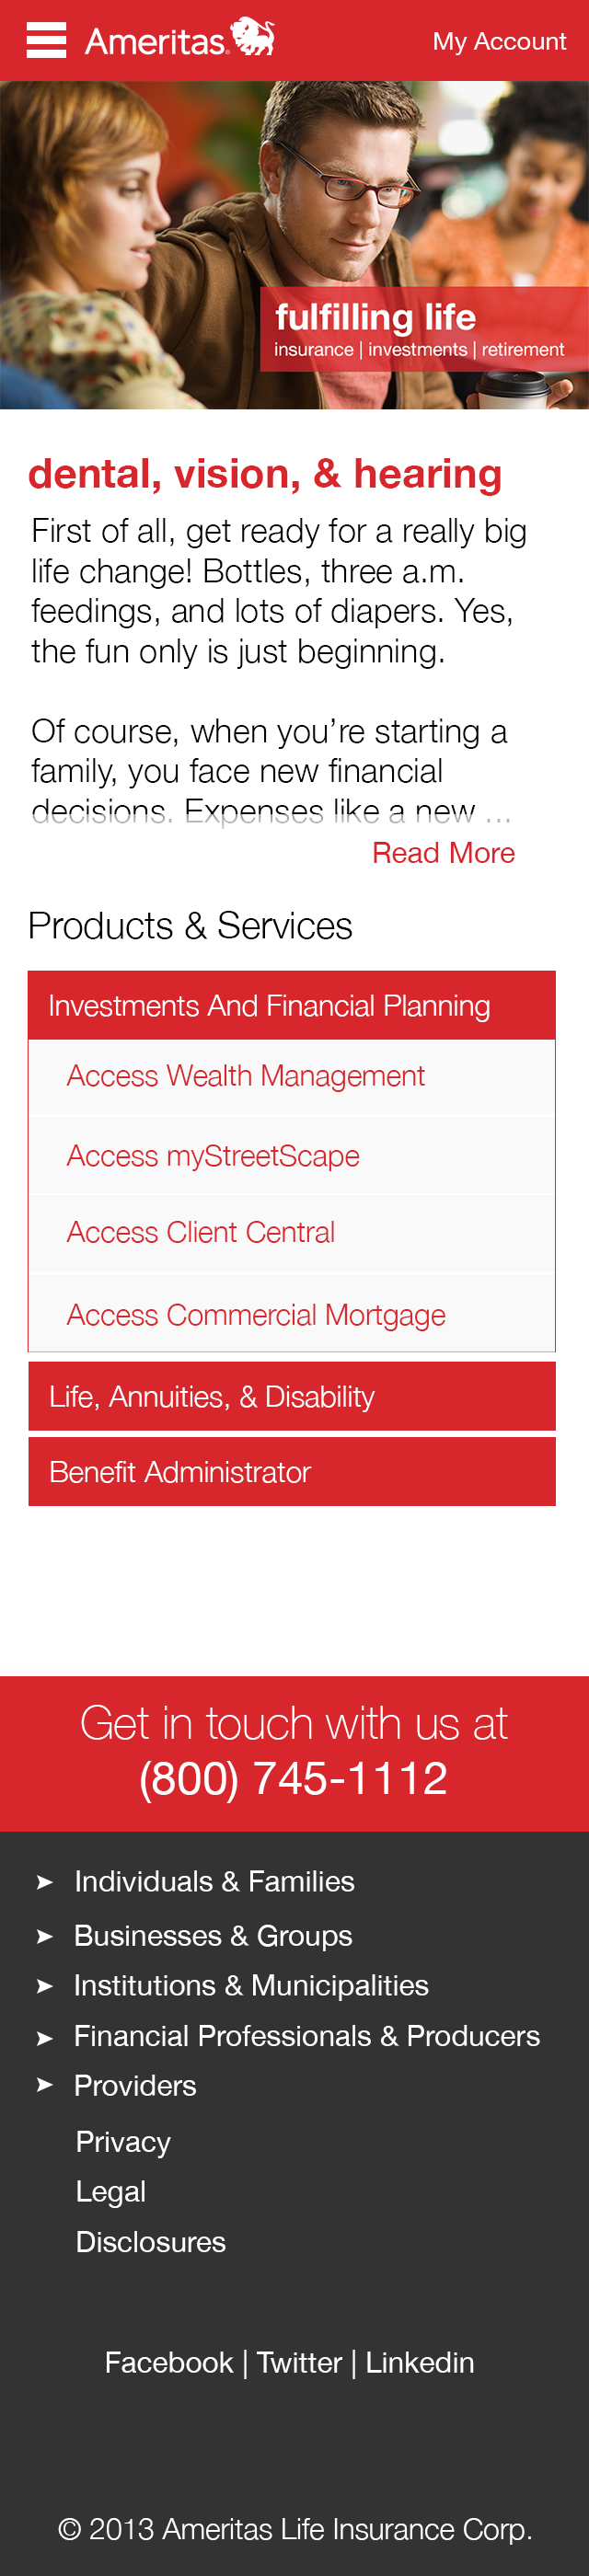 Ameritas
My Account
fulfilling life
insurance | investments | retirement
dental, vision, & hearing
First of all, get ready for a really big
life change! Bottles, three a.m.
feedings, and lots of diapers. Yes,
the fun only is just beginning.
Of course, when you’re starting a
family, you face new financial
decisions. Expenses like a new ...
Read More
Products & Services
Investments And Financial Planning
Access Wealth Management
Access myStreetScape
Access Client Central
Access Commercial Mortgage
Life, Annuities, & Disability
Benefit Administrator
Get in touch with us at
(800) 745-1112
➤ Individuals & Families
➤ Businesses & Groups
➤ Institutions & Municipalities
➤ Financial Professionals & Producers
➤ Providers
Privacy
Legal
Disclosures
Facebook | Twitter | Linkedin
© 2013 Ameritas Life Insurance Corp.